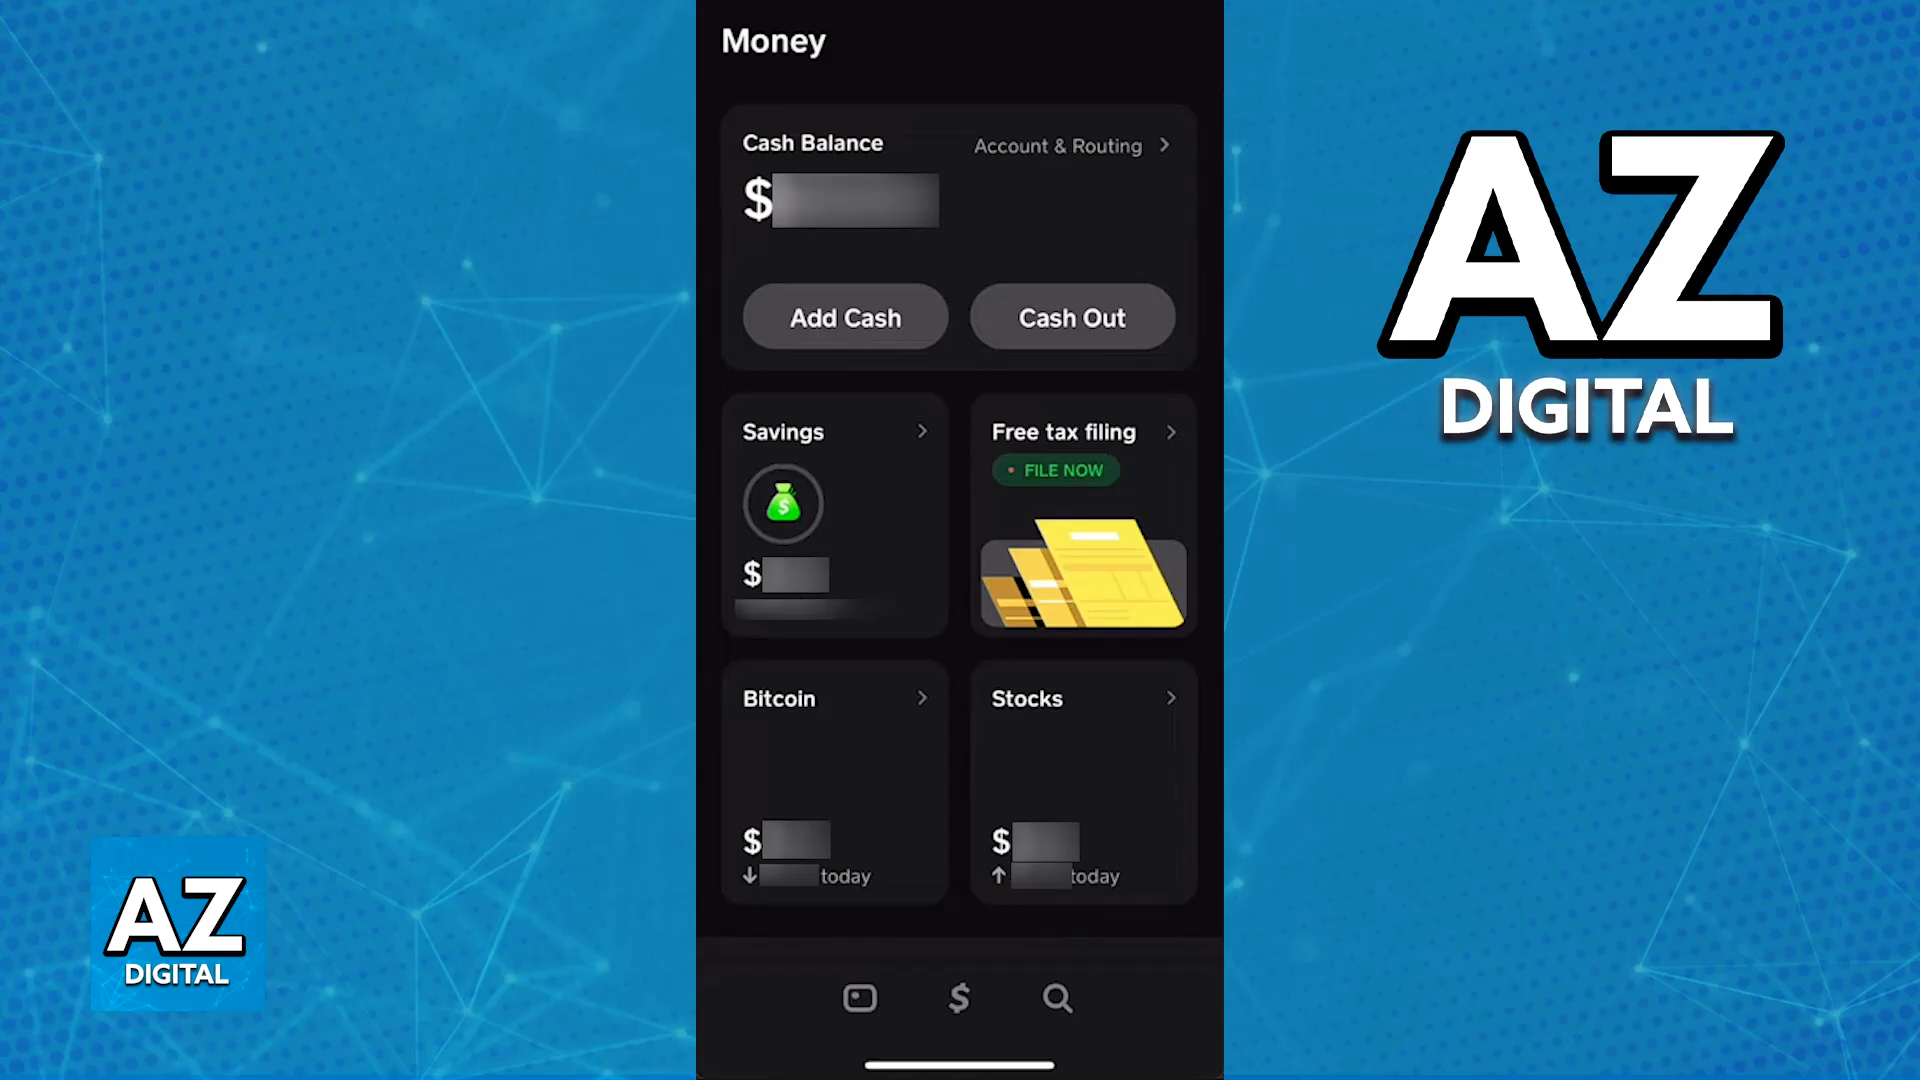 Money
Cash Balance
Account & Routing
$
Add Cash
Cash Out
Savings
$
Free tax filing
FILE NOW
Bitcoin
$
today
Stocks
$
today
AZ
DIGITAL
AZ
DIGITAL